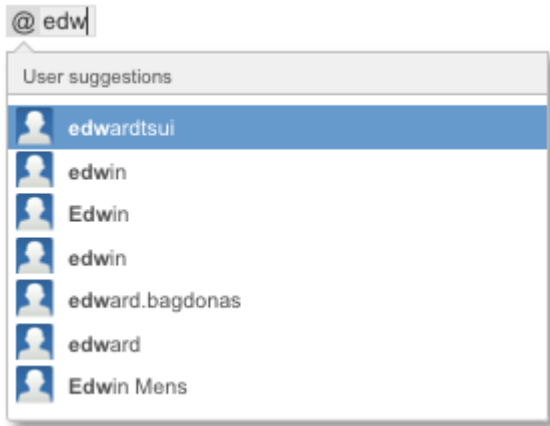 @ edw
User suggestions
edwardtsui
edwin
Edwin
edwin
edward.bagdonas
edward
Edwin Mens